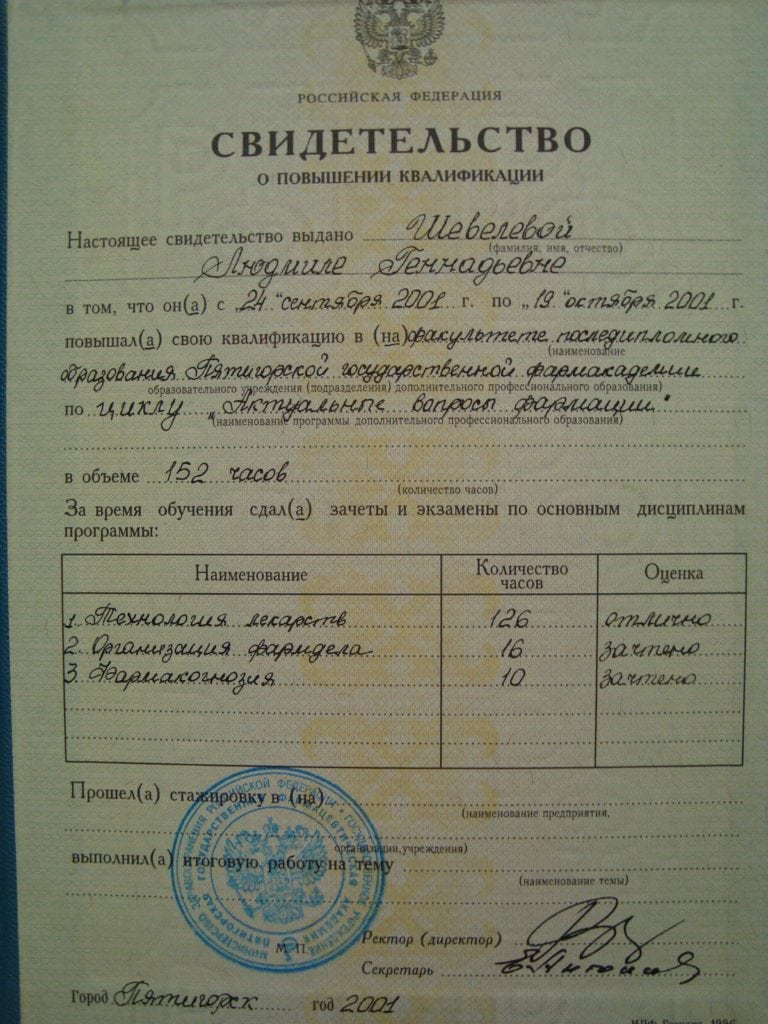 РОССИЙСКАЯ ФЕДЕРАЦИЯ
СВИДЕТЕЛЬСТВО
О ПОВЫШЕНИИ КВАЛИФИКАЦИИ
Настоящее свидетельство выдано Шевелевой
(фамилия, имя, отчество)
Людмиле Геннадьевне
в том, что он(а) с „24 “ сентября 2001 г. по „19 “ октября 2001 г.
повышал(а) свою квалификацию в (на) факультете последипломного
(наименование
образования Пятигорской государственной фармакадемии
образовательного учреждения (подразделения) дополнительного профессионального образования)
по циклу „Актуальные вопросы фармации“
(наименование программы дополнительного профессионального образования)
в объеме 152 часов
(количество часов)
За время обучения сдал(а) зачеты и экзамены по основным дисциплинам
программы:
Наименование Количество часов Оценка
1. Технология лекарств 126 отлично
2. Организация фармдела 16 зачтено
3. Фармакогнозия 10 зачтено
Прошел(а) стажировку в (на)
(наименование предприятия,
организации, учреждения)
выполнил(а) итоговую работу на тему
(наименование темы)
М. П.
Ректор (директор)
Секретарь
Город Пятигорск год 2001